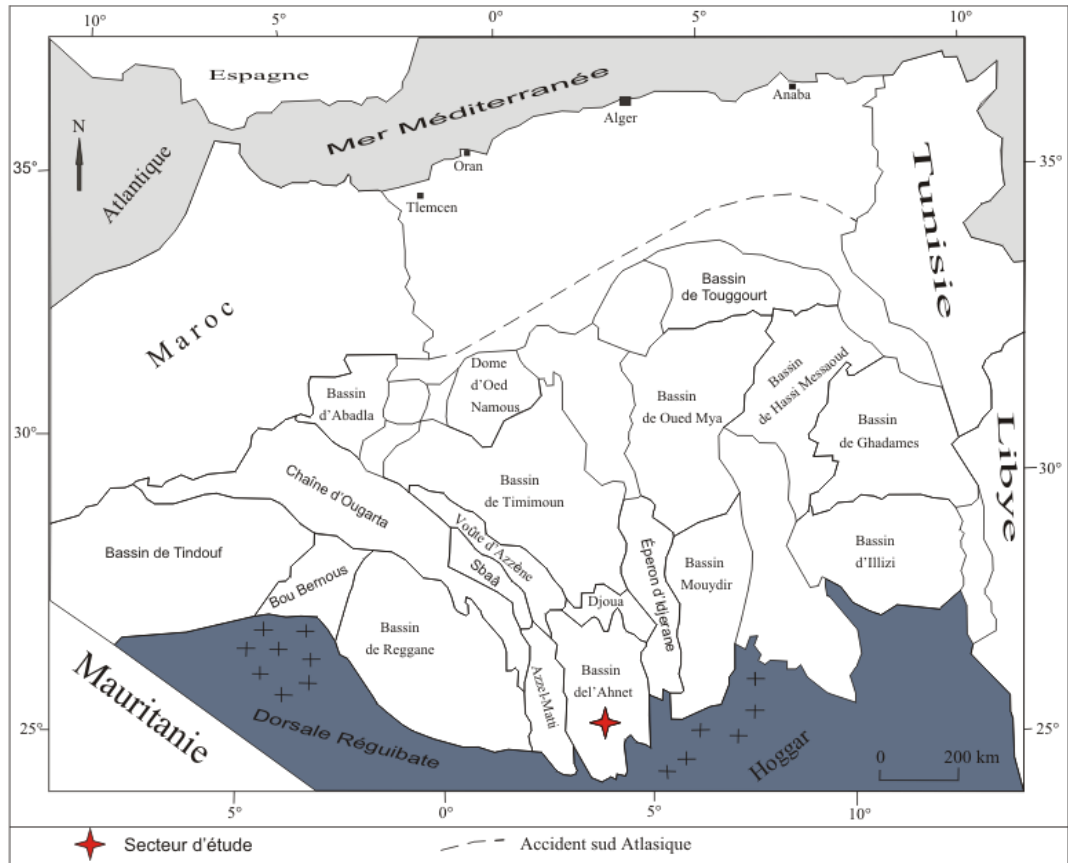 10° 5° 0° 5° 10°
Espagne
Mer Méditerranée
Anaba
Alger
N
35°
35°
Oran
Atlantique
Tlemcen
Tunisie
Bassin
de Touggourt
Maroc
Dome
d'Oed
Namous
Bassin
de Hassi Messaoud
Bassin
d'Abadla
Bassin
de Oued Mya
Bassin
de Ghadames
Libye
30°
30°
Chaîne d'Ougarta
Bassin
de Timimoun
Voûte d'Azzène
Bassin de Tindouf
Sbaâ
Éperon d'Idjerane
Bassin
Mouydir
Bassin
d'Illizi
Bou Bernous
Djoua
Bassin
de Reggane
Azzel-Matti
Bassin
del'Ahnet
Mauritanie
25°
25°
Dorsale Réguibate
Hoggar
0 200 km
5° 0° 5° 10°
Secteur d'étude
Accident sud Atlasique